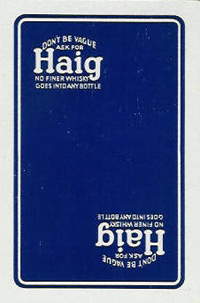 DON'T BE VAGUE
ASK FOR
Haig
NO FINER WHISKY
GOES INTO ANY BOTTLE
DON'T BE VAGUE
ASK FOR
Haig
NO FINER WHISKY
GOES INTO ANY BOTTLE